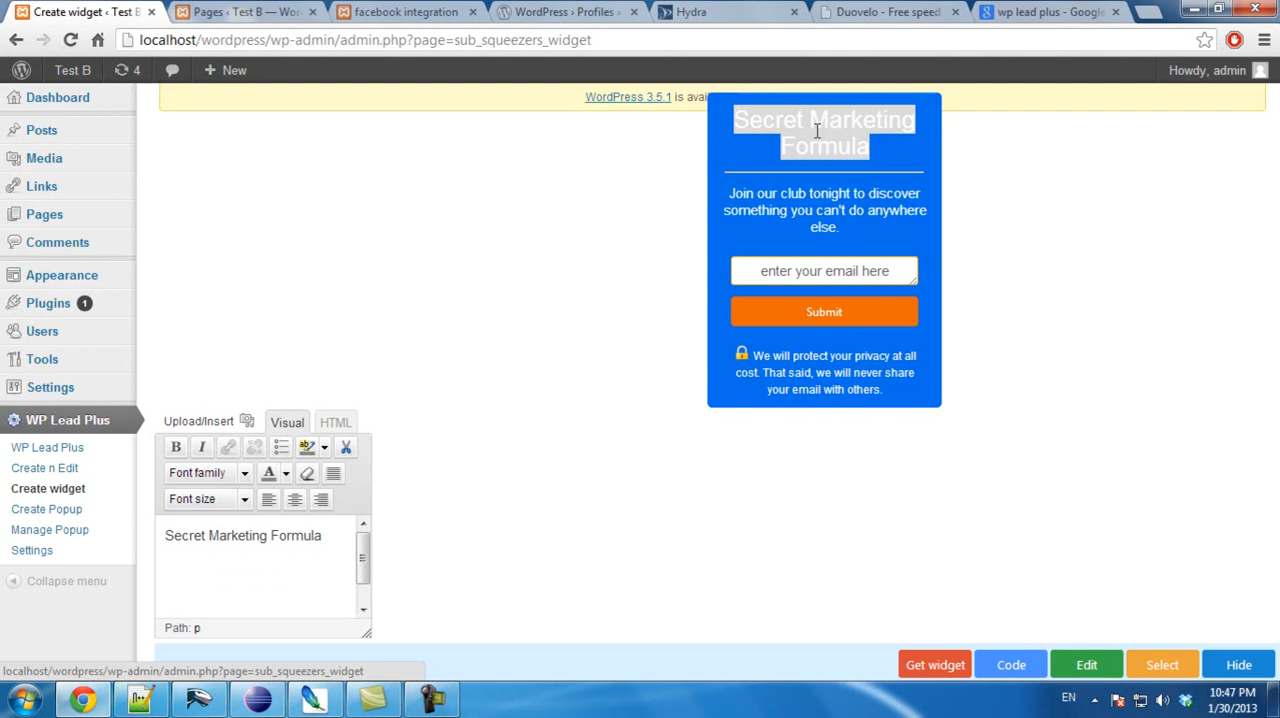 Create widget ‹ Test B
Pages ‹ Test B — Wor
facebook integration
WordPress › Profiles »
Hydra
Duovelo - Free speed
wp lead plus - Google
localhost/wordpress/wp-admin/admin.php?page=sub_squeezers_widget
Test B
4
New
Howdy, admin
WordPress 3.5.1 is avai
Dashboard
Posts
Media
Links
Pages
Comments
Appearance
Plugins 1
Users
Tools
Settings
WP Lead Plus
WP Lead Plus
Create n Edit
Create widget
Create Popup
Manage Popup
Settings
Collapse menu
Secret Marketing
Formula
Join our club tonight to discover
something you can't do anywhere
else.
enter your email here
Submit
We will protect your privacy at all
cost. That said, we will never share
your email with others.
Upload/Insert
Visual
HTML
B I
Font family
A
Font size
Secret Marketing Formula
Path: p
Get widget
Code
Edit
Select
Hide
localhost/wordpress/wp-admin/admin.php?page=sub_squeezers_widget
EN
10:47 PM
1/30/2013